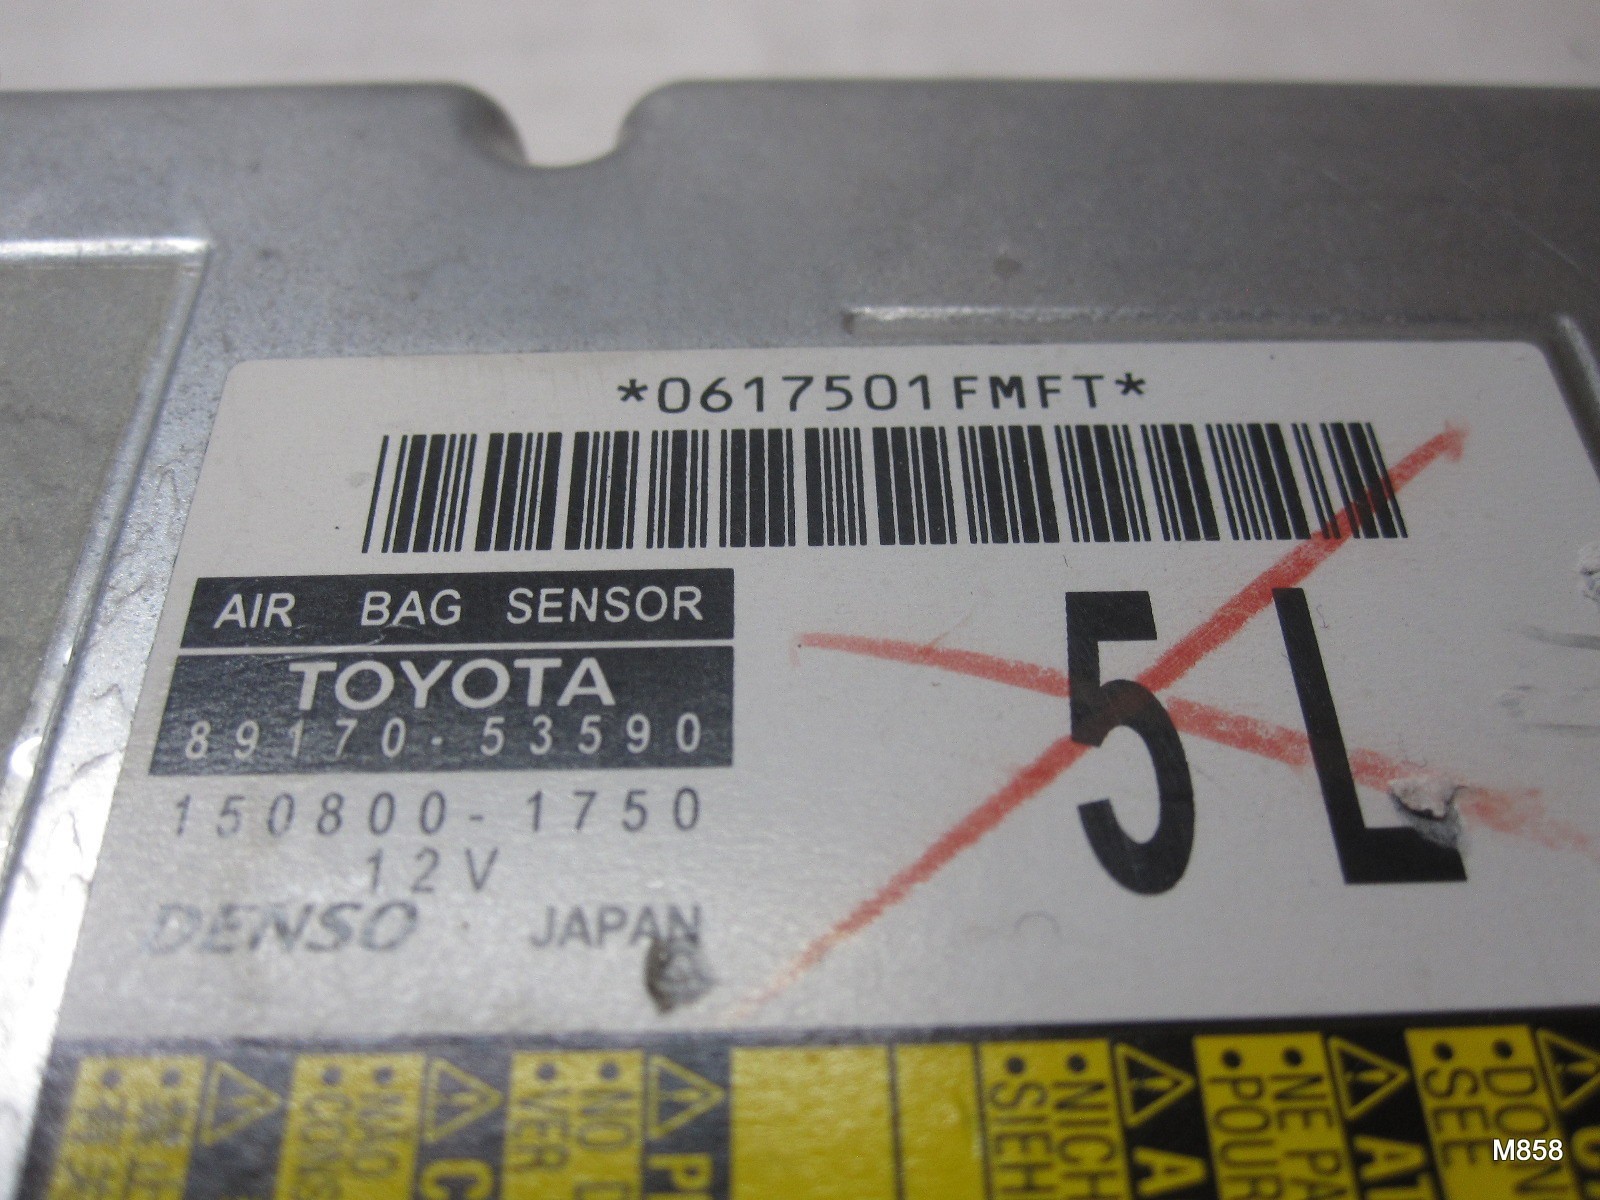 *0617501FMFT*
AIR BAG SENSOR
TOYOTA
89170-53590
150800-1750
12V
DENSO JAPAN
5L
NO
VER
NICH
SIEH
NE PA
POUR
DON
SEE
M858